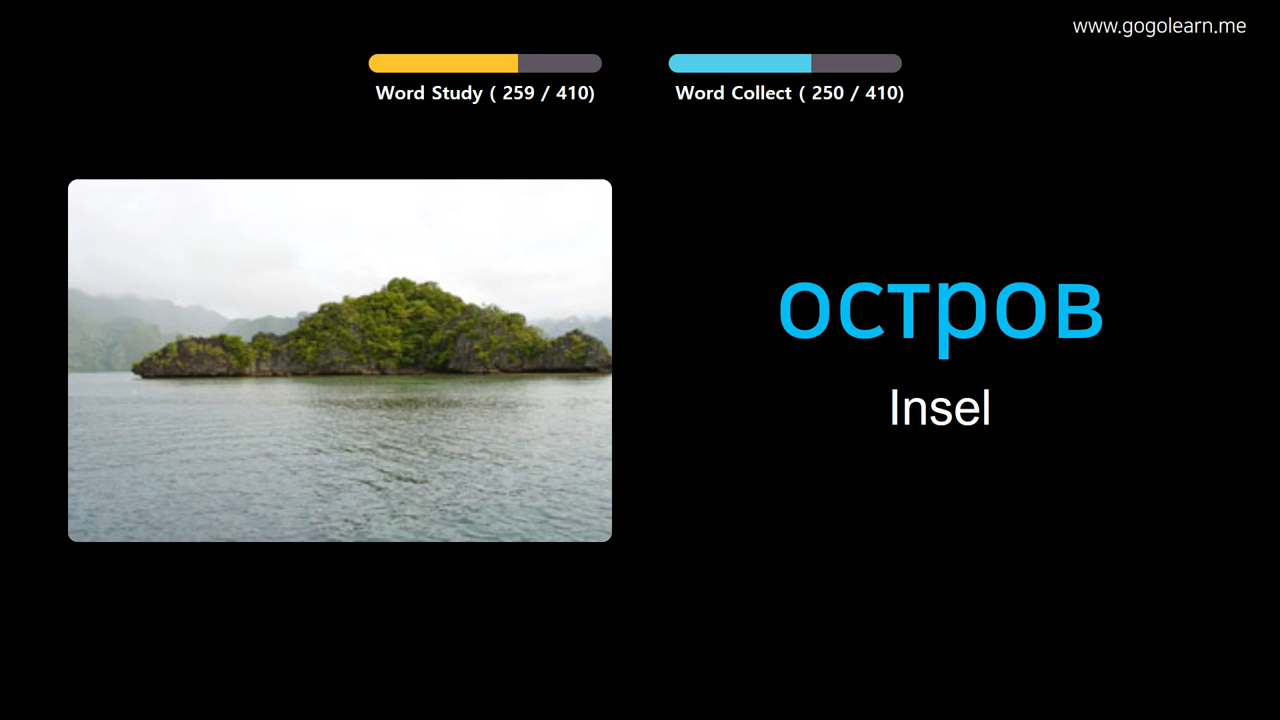 www.gogolearn.me
Word Study ( 259 / 410)
Word Collect ( 250 / 410)
остров
Insel